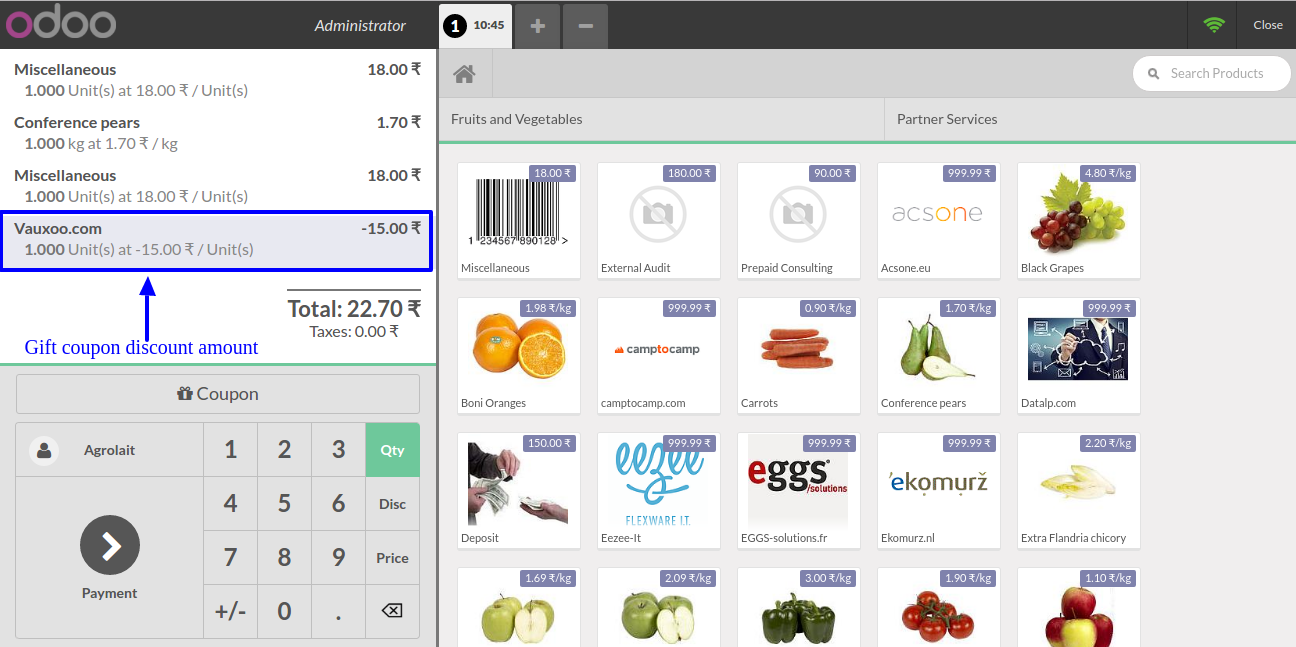 odoo
Administrator
1 10:45
+
−
Close
Miscellaneous 18.00 ₹
1.000 Unit(s) at 18.00 ₹ / Unit(s)
Conference pears 1.70 ₹
1.000 kg at 1.70 ₹ / kg
Miscellaneous 18.00 ₹
1.000 Unit(s) at 18.00 ₹ / Unit(s)
Vauxoo.com -15.00 ₹
1.000 Unit(s) at -15.00 ₹ / Unit(s)
Total: 22.70 ₹
Taxes: 0.00 ₹
Gift coupon discount amount
Coupon
Agrolait
1 2 3 Qty
4 5 6 Disc
7 8 9 Price
+/- 0 .
Payment
Search Products
Fruits and Vegetables
Partner Services
18.00 ₹
1 234567 890128 >
Miscellaneous
180.00 ₹
External Audit
90.00 ₹
Prepaid Consulting
999.99 ₹
acsone
Acsone.eu
4.80 ₹/kg
Black Grapes
1.98 ₹/kg
Boni Oranges
999.99 ₹
camptocamp
camptocamp.com
0.90 ₹/kg
Carrots
1.70 ₹/kg
Conference pears
999.99 ₹
Datalp.com
150.00 ₹
Deposit
999.99 ₹
eezee
FLEXWARE I.T.
Eezee-It
999.99 ₹
eggs
/solutions
EGGS-solutions.fr
999.99 ₹
'ekomurž
Ekomurz.nl
2.20 ₹/kg
Extra Flandria chicory
1.69 ₹/kg
2.09 ₹/kg
3.00 ₹/kg
1.90 ₹/kg
1.10 ₹/kg